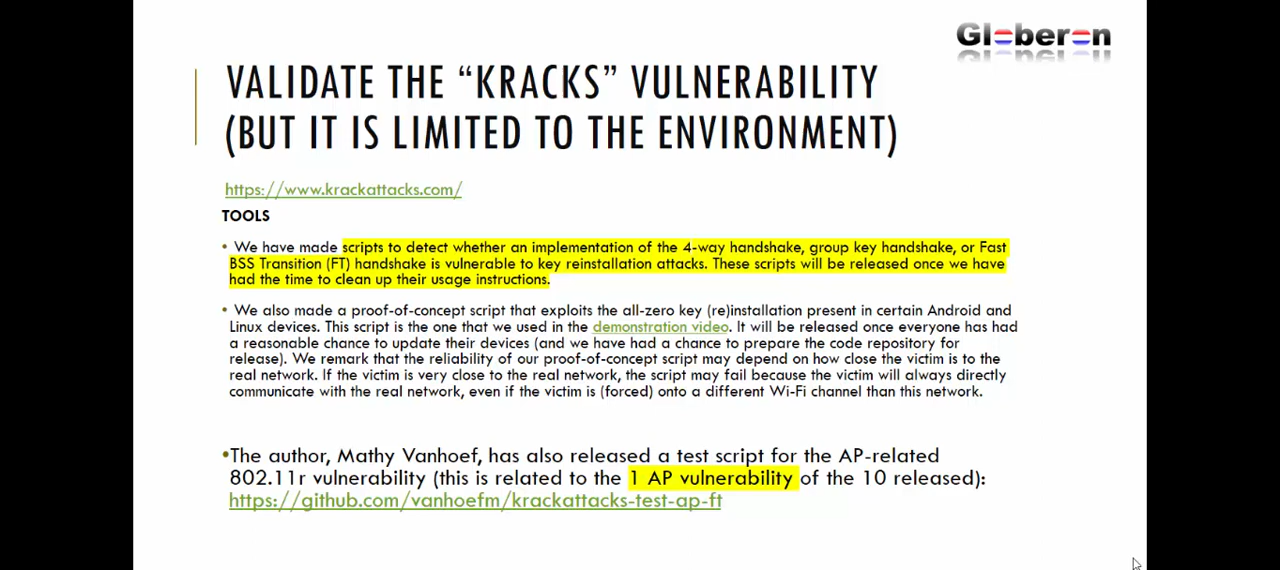 Globeron
VALIDATE THE “KRACKS” VULNERABILITY
(BUT IT IS LIMITED TO THE ENVIRONMENT)
https://www.krackattacks.com/
TOOLS
• We have made scripts to detect whether an implementation of the 4-way handshake, group key handshake, or Fast
BSS Transition (FT) handshake is vulnerable to key reinstallation attacks. These scripts will be released once we have
had the time to clean up their usage instructions.
• We also made a proof-of-concept script that exploits the all-zero key (re)installation present in certain Android and
Linux devices. This script is the one that we used in the demonstration video. It will be released once everyone has had
a reasonable chance to update their devices (and we have had a chance to prepare the code repository for
release). We remark that the reliability of our proof-of-concept script may depend on how close the victim is to the
real network. If the victim is very close to the real network, the script may fail because the victim will always directly
communicate with the real network, even if the victim is (forced) onto a different Wi-Fi channel than this network.
•The author, Mathy Vanhoef, has also released a test script for the AP-related
802.11r vulnerability (this is related to the 1 AP vulnerability of the 10 released):
https://github.com/vanhoefm/krackattacks-test-ap-ft